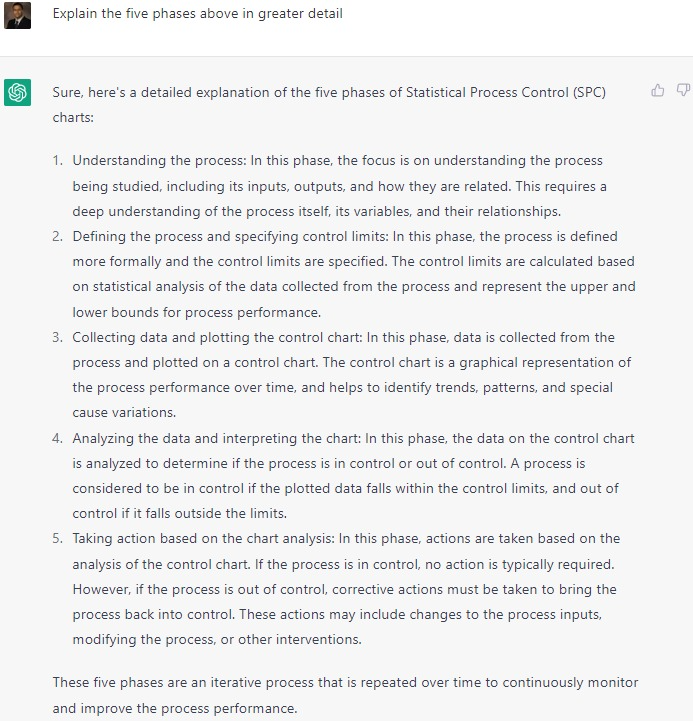 Explain the five phases above in greater detail
Sure, here's a detailed explanation of the five phases of Statistical Process Control (SPC)
charts:
1. Understanding the process: In this phase, the focus is on understanding the process
being studied, including its inputs, outputs, and how they are related. This requires a
deep understanding of the process itself, its variables, and their relationships.
2. Defining the process and specifying control limits: In this phase, the process is defined
more formally and the control limits are specified. The control limits are calculated based
on statistical analysis of the data collected from the process and represent the upper and
lower bounds for process performance.
3. Collecting data and plotting the control chart: In this phase, data is collected from the
process and plotted on a control chart. The control chart is a graphical representation of
the process performance over time, and helps to identify trends, patterns, and special
cause variations.
4. Analyzing the data and interpreting the chart: In this phase, the data on the control chart
is analyzed to determine if the process is in control or out of control. A process is
considered to be in control if the plotted data falls within the control limits, and out of
control if it falls outside the limits.
5. Taking action based on the chart analysis: In this phase, actions are taken based on the
analysis of the control chart. If the process is in control, no action is typically required.
However, if the process is out of control, corrective actions must be taken to bring the
process back into control. These actions may include changes to the process inputs,
modifying the process, or other interventions.
These five phases are an iterative process that is repeated over time to continuously monitor
and improve the process performance.